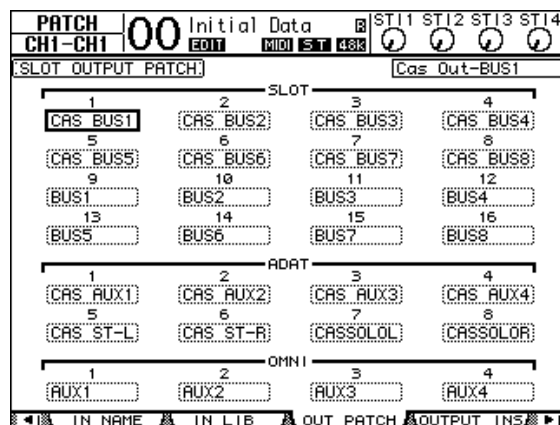 PATCH
CH1-CH1
00 Initial Data R
EDIT MIDI ST 48k
STI1 STI2 STI3 STI4
SLOT OUTPUT PATCH
Cas Out-BUS1
SLOT
1 2 3 4
CAS BUS1 CAS BUS2 CAS BUS3 CAS BUS4
5 6 7 8
CAS BUS5 CAS BUS6 CAS BUS7 CAS BUS8
9 10 11 12
BUS1 BUS2 BUS3 BUS4
13 14 15 16
BUS5 BUS6 BUS7 BUS8
ADAT
1 2 3 4
CAS AUX1 CAS AUX2 CAS AUX3 CAS AUX4
5 6 7 8
CAS ST-L CAS ST-R CASSOLOL CASSOLOR
OMNI
1 2 3 4
AUX1 AUX2 AUX3 AUX4
IN NAME IN LIB OUT PATCH OUTPUT INS